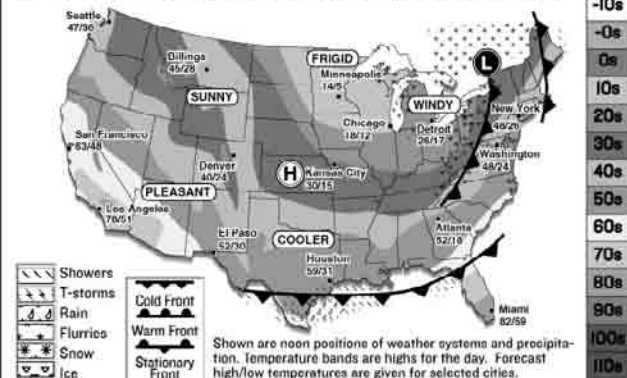 Seattle
47/36
Billings
45/28
FRIGID
Minneapolis
14/5
SUNNY
WINDY
New York
46/26
Chicago
18/12
Detroit
26/17
San Francisco
63/48
Washington
48/24
Denver
40/24
H
Kansas City
30/15
L
PLEASANT
Los Angeles
76/51
El Paso
52/30
COOLER
Atlanta
52/18
Houston
59/31
Miami
82/59
Showers
T-storms
Rain
Flurries
Snow
Ice
Cold Front
Warm Front
Stationary
Front
Shown are noon positions of weather systems and precipita-
tion. Temperature bands are highs for the day. Forecast
high/low temperatures are given for selected cities.
-10s
-0s
0s
10s
20s
30s
40s
50s
60s
70s
80s
90s
100s
110s